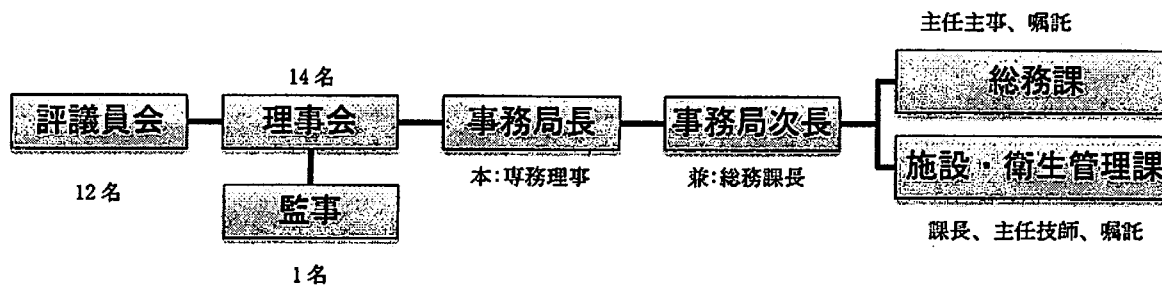 主任主事、嘱託
総務課
14名
評議員会
理事会
事務局長
事務局次長
12名
本：専務理事
兼：総務課長
施設・衛生管理課
監事
課長、主任技師、嘱託
1名